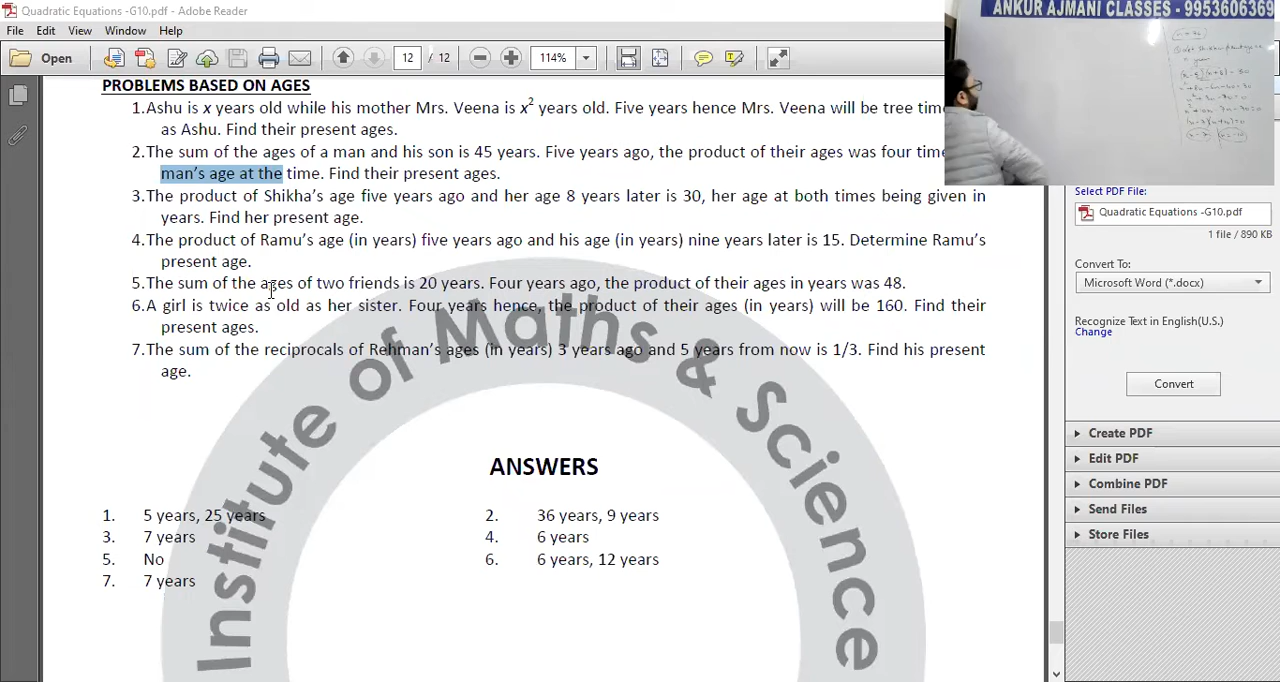 Quadratic Equations -G10.pdf - Adobe Reader
File Edit View Window Help
Open 12 / 12 114%
ANKUR AJMANI CLASSES - 9953606369
PROBLEMS BASED ON AGES
1.Ashu is x years old while his mother Mrs. Veena is x² years old. Five years hence Mrs. Veena will be tree
as Ashu. Find their present ages.
2.The sum of the ages of a man and his son is 45 years. Five years ago, the product of their ages was four
man's age at the time. Find their present ages.
3.The product of Shikha's age five years ago and her age 8 years later is 30, her age at both times being given in
years. Find her present age.
4.The product of Ramu's age (in years) five years ago and his age (in years) nine years later is 15. Determine Ramu's
present age.
5.The sum of the ages of two friends is 20 years. Four years ago, the product of their ages in years was 48.
6.A girl is twice as old as her sister. Four years hence, the product of their ages (in years) will be 160. Find their
present ages.
7.The sum of the reciprocals of Rehman's ages (in years) 3 years ago and 5 years from now is 1/3. Find his present
age.
Institute of Maths & Science
ANSWERS
1. 5 years, 25 years 2. 36 years, 9 years
3. 7 years 4. 6 years
5. No 6. 6 years, 12 years
7. 7 years
Select PDF File:
Quadratic Equations -G10.pdf
1 file / 890 KB
Convert To:
Microsoft Word (*.docx)
Recognize Text in English(U.S.)
Change
Convert
Create PDF
Edit PDF
Combine PDF
Send Files
Store Files